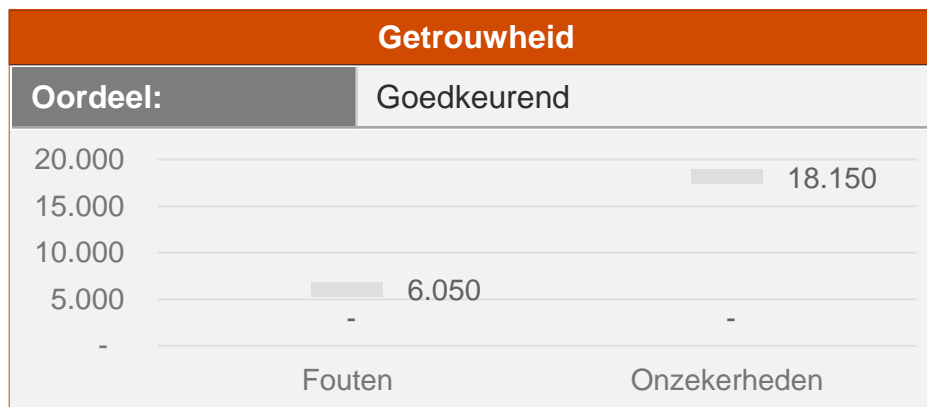 Getrouwheid
Oordeel: Goedkeurend
20.000
18.150
15.000
10.000
6.050
5.000
- -
-
Fouten Onzekerheden